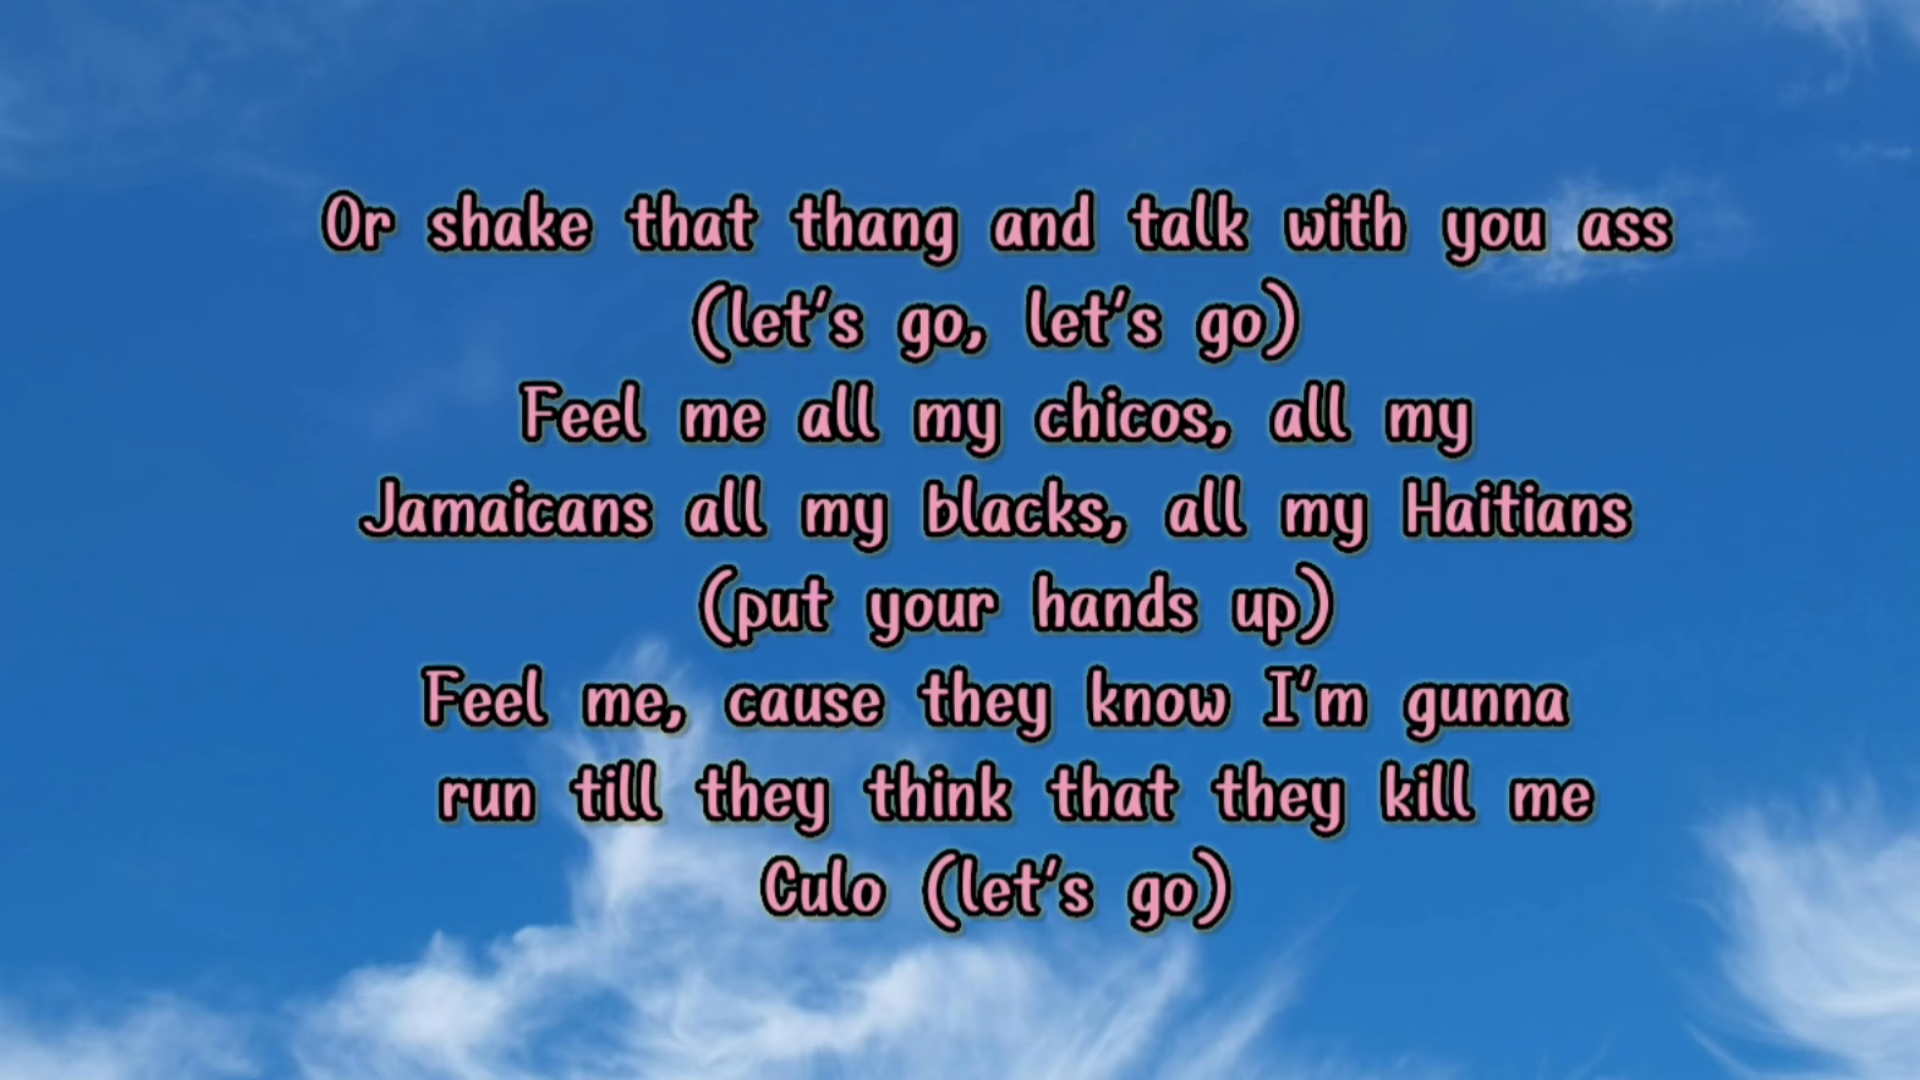 Or shake that thang and talk with you ass
(let's go, let's go)
Feel me all my chicos, all my
Jamaicans all my blacks, all my Haitians
(put your hands up)
Feel me, cause they know I'm gunna
run till they think that they kill me
Culo (let's go)